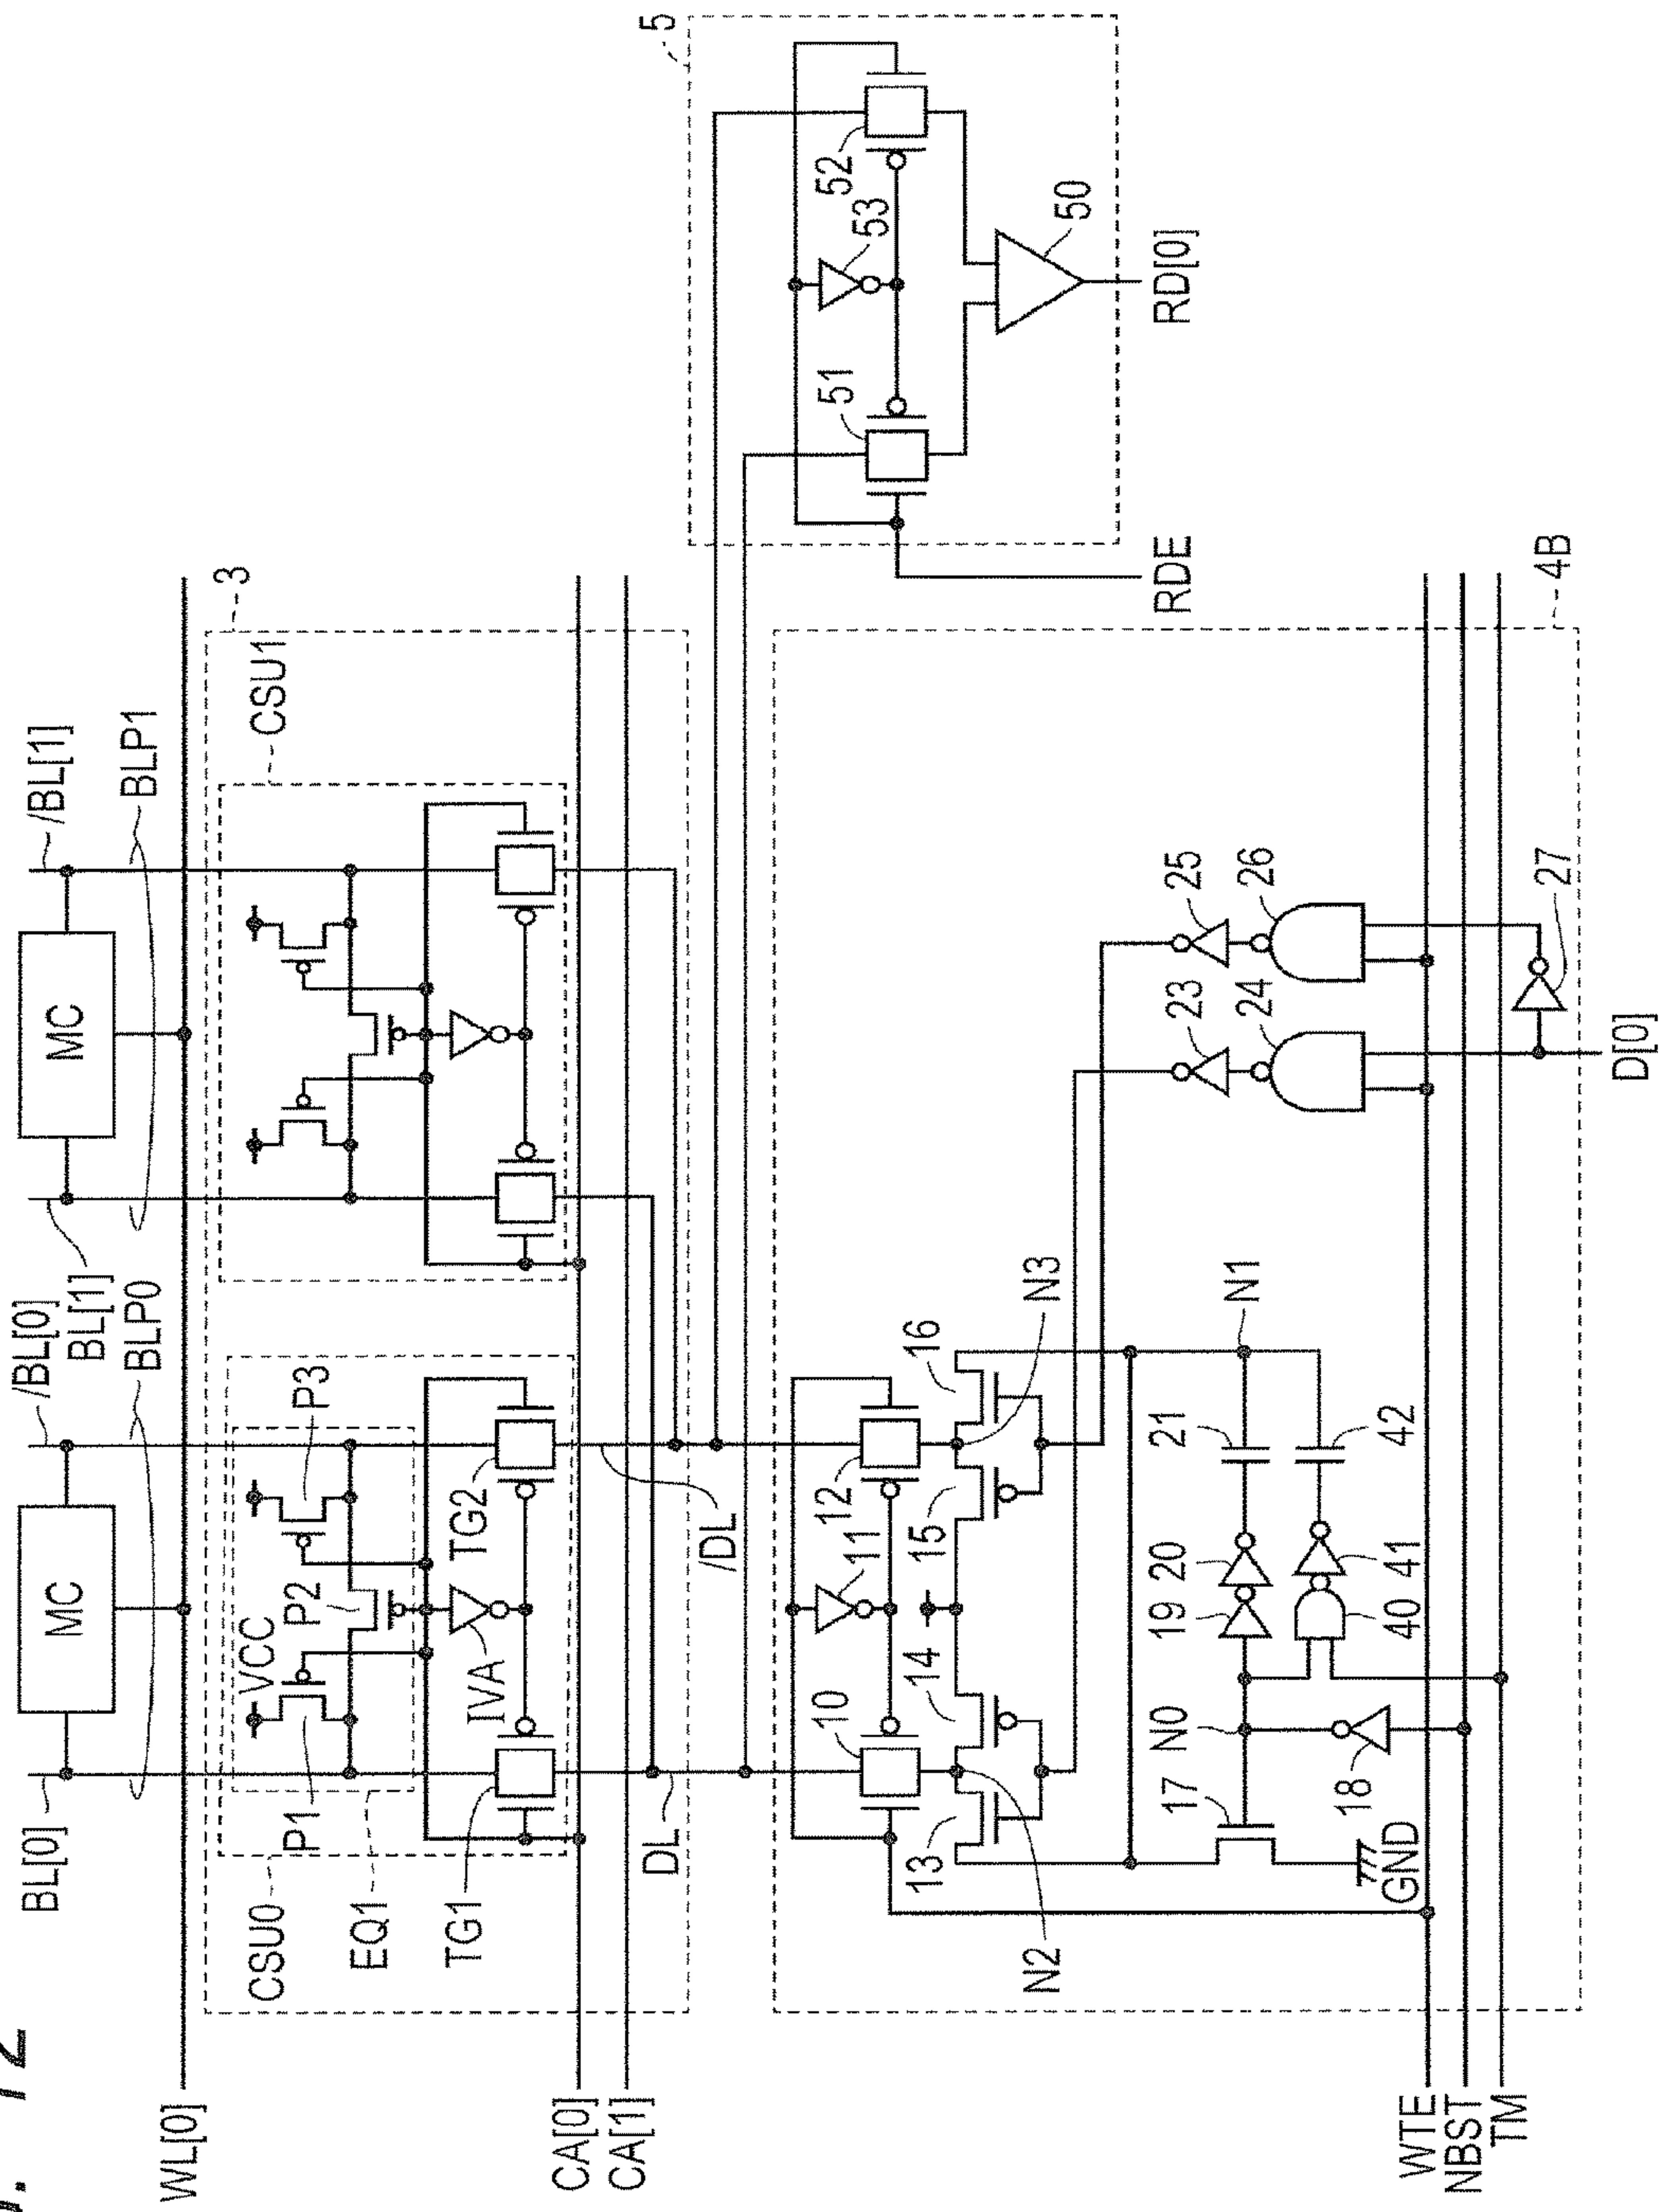 12
BL[0]
/BL[0]
BL[1]
/BL[1]
BLP0
BLP1
MC
MC
WL[0]
3
CSU0
CSU1
VCC
P1
P2
P3
EQ1
IVA
TG1
TG2
CA[0]
CA[1]
DL
/DL
5
51
52
53
50
RDE
RD[0]
10
11
12
13
14
15
16
N2
N3
17
N0
18
19
20
21
N1
40
41
42
GND
23
24
25
26
27
4B
WTE
NBST
TM
D[0]